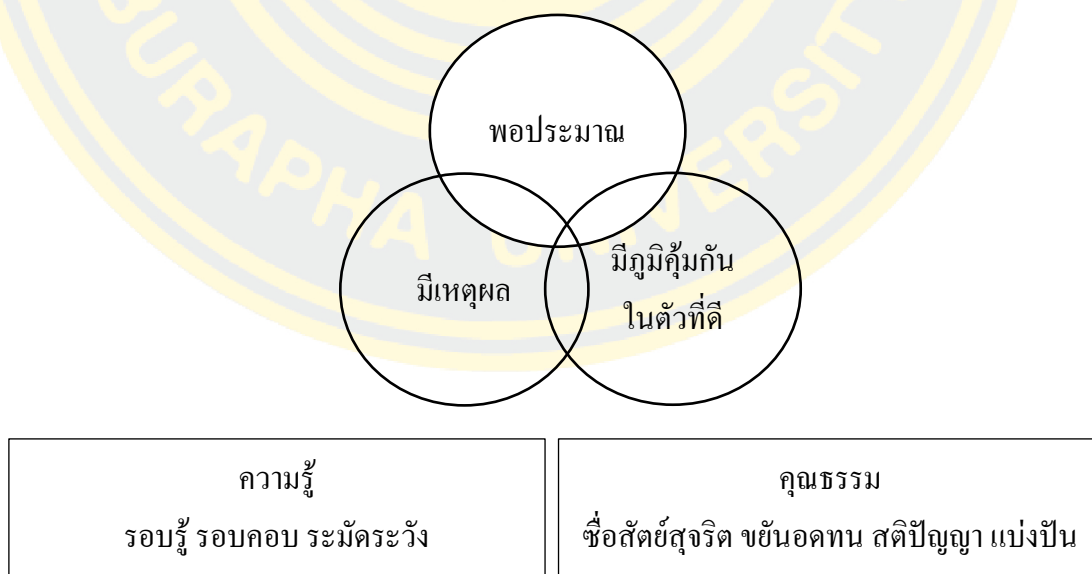 BURAPHA UNIVERSIT
พอประมาณ
มีเหตุผล
มีภูมิคุ้มกัน
ในตัวที่ดี
ความรู้
รอบรู้ รอบคอบ ระมัดระวัง
คุณธรรม
ซื่อสัตย์สุจริต ขยันอดทน สติปัญญา แบ่งปัน